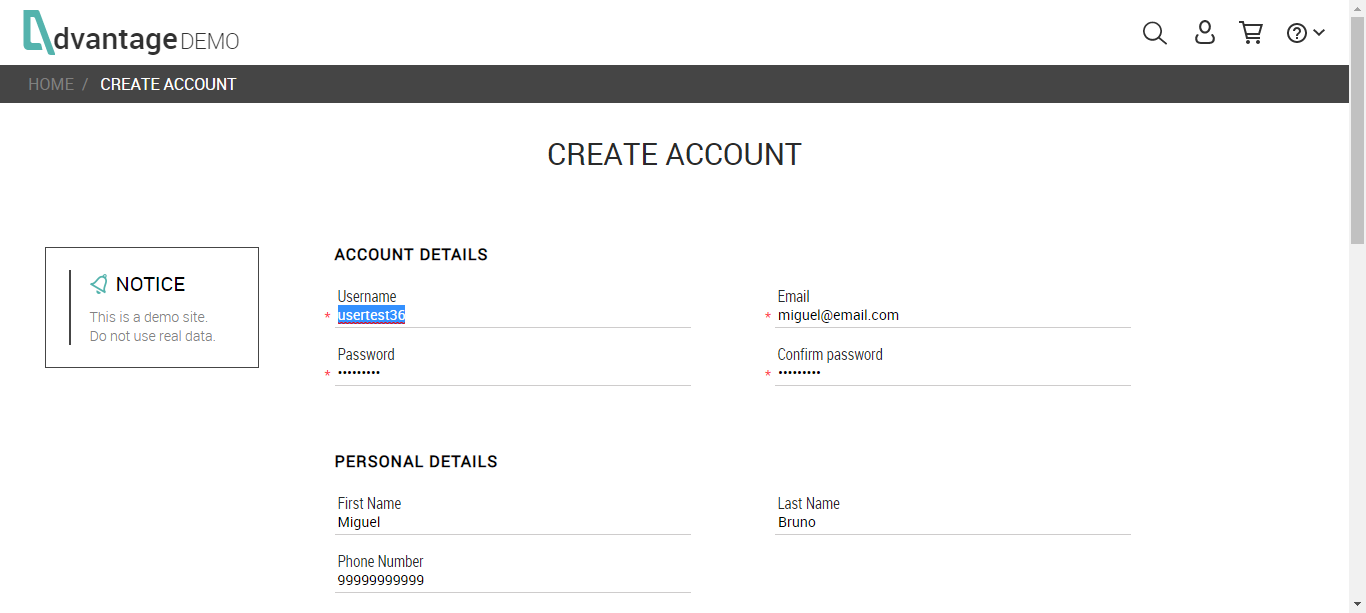 dvantage DEMO
HOME / CREATE ACCOUNT
CREATE ACCOUNT
NOTICE
This is a demo site.
Do not use real data.
ACCOUNT DETAILS
Username
* usertest36
Email
* miguel@email.com
Password
* •••••••••
Confirm password
* •••••••••
PERSONAL DETAILS
First Name
Miguel
Last Name
Bruno
Phone Number
99999999999